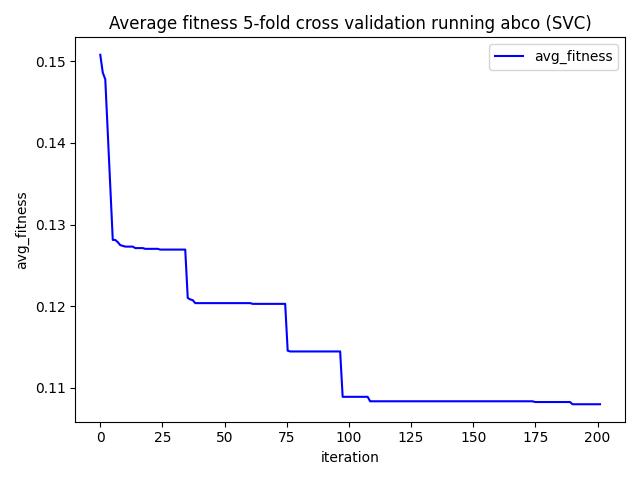 Average fitness 5-fold cross validation running abco (SVC)
avg_fitness
0.15
0.14
0.13
0.12
0.11
avg_fitness
0 25 50 75 100 125 150 175 200
iteration